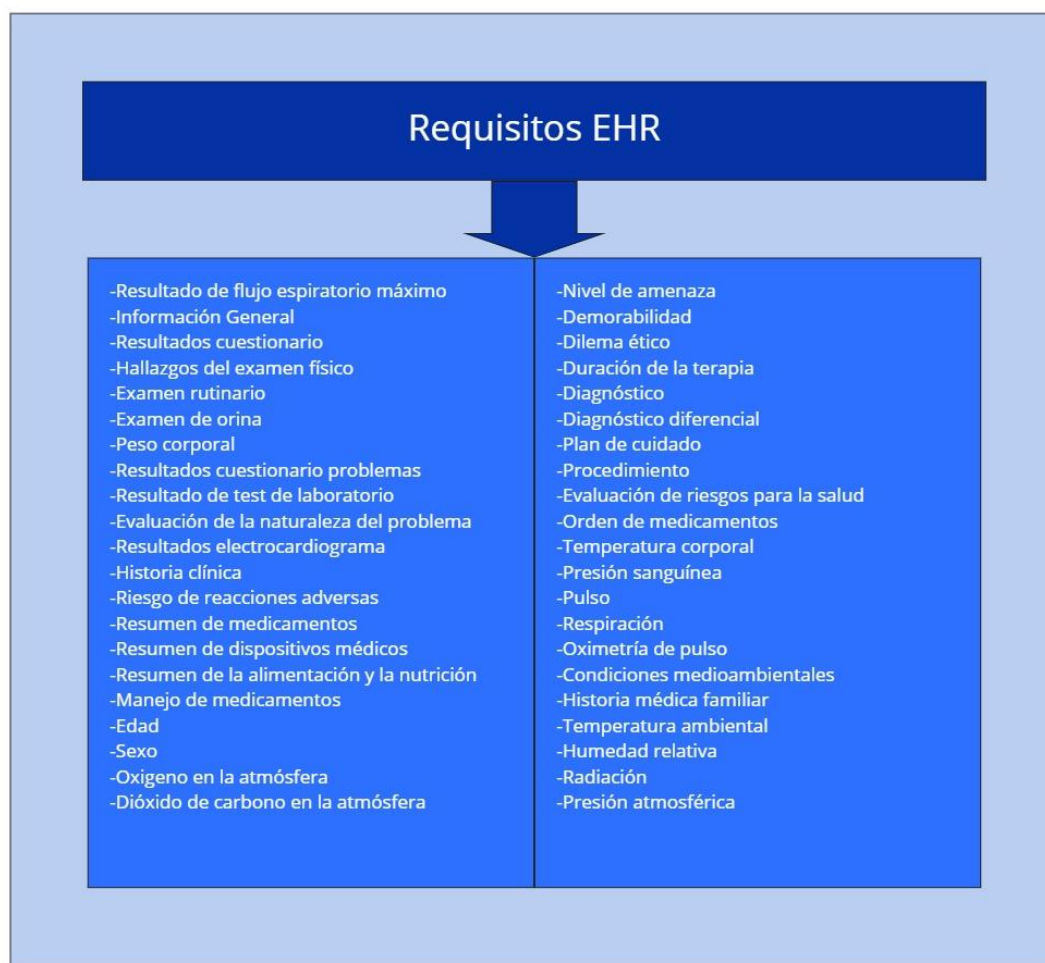 Requisitos EHR
-Resultado de flujo espiratorio máximo
-Información General
-Resultados cuestionario
-Hallazgos del examen físico
-Examen rutinario
-Examen de orina
-Peso corporal
-Resultados cuestionario problemas
-Resultado de test de laboratorio
-Evaluación de la naturaleza del problema
-Resultados electrocardiograma
-Historia clínica
-Riesgo de reacciones adversas
-Resumen de medicamentos
-Resumen de dispositivos médicos
-Resumen de la alimentación y la nutrición
-Manejo de medicamentos
-Edad
-Sexo
-Oxigeno en la atmósfera
-Dióxido de carbono en la atmósfera
-Nivel de amenaza
-Demorabilidad
-Dilema ético
-Duración de la terapia
-Diagnóstico
-Diagnóstico diferencial
-Plan de cuidado
-Procedimiento
-Evaluación de riesgos para la salud
-Orden de medicamentos
-Temperatura corporal
-Presión sanguínea
-Pulso
-Respiración
-Oximetría de pulso
-Condiciones medioambientales
-Historia médica familiar
-Temperatura ambiental
-Humedad relativa
-Radiación
-Presión atmosférica